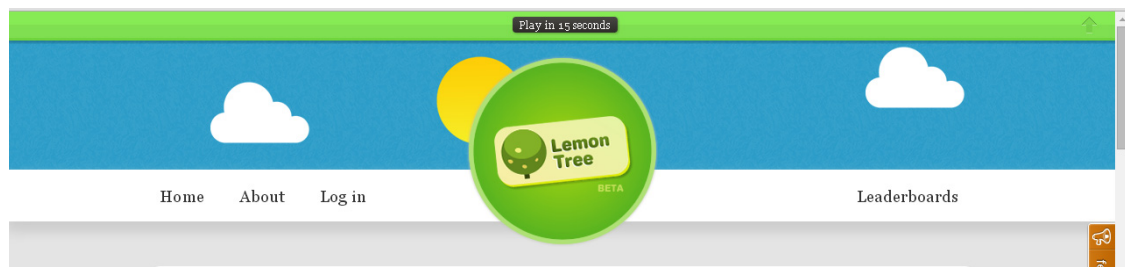 Play in 15 seconds
Lemon
Tree
BETA
Home About Log in Leaderboards